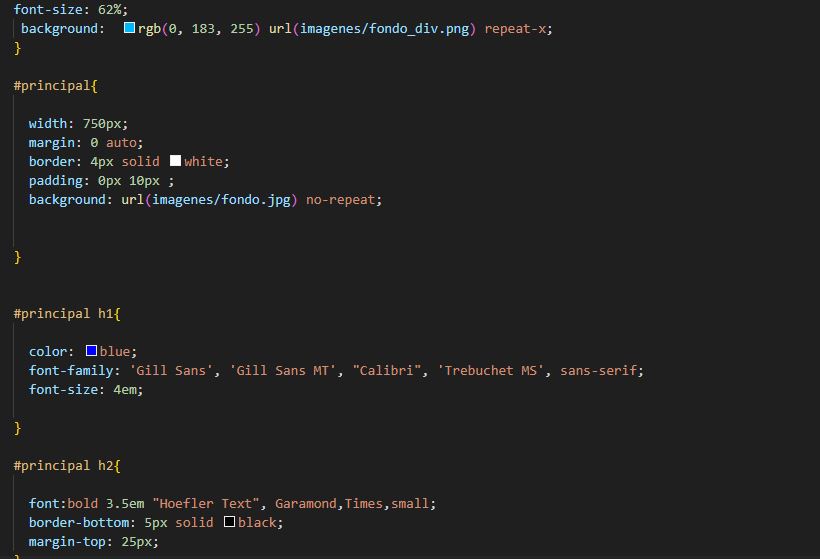 font-size: 62%;
background: rgb(0, 183, 255) url(imagenes/fondo_div.png) repeat-x;
}
#principal{
width: 750px;
margin: 0 auto;
border: 4px solid white;
padding: 0px 10px ;
background: url(imagenes/fondo.jpg) no-repeat;
}
#principal h1{
color: blue;
font-family: 'Gill Sans', 'Gill Sans MT', "Calibri", 'Trebuchet MS', sans-serif;
font-size: 4em;
}
#principal h2{
font:bold 3.5em "Hoefler Text", Garamond,Times,small;
border-bottom: 5px solid black;
margin-top: 25px;
}